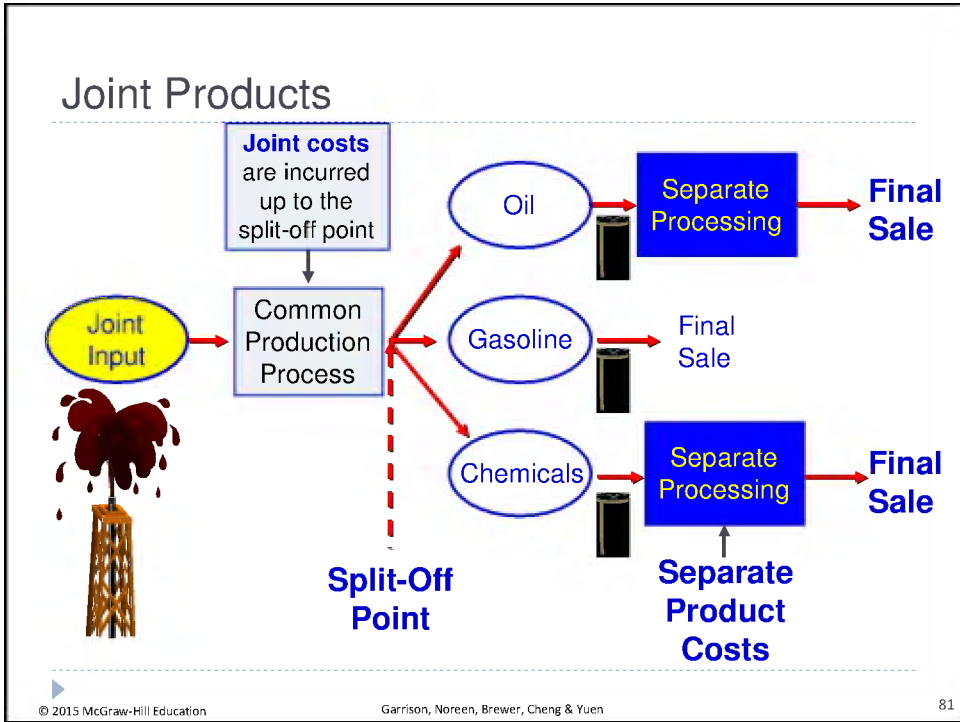 Joint Products
Joint costs
are incurred
up to the
split-off point
Joint
Input
Common
Production
Process
Oil
Separate
Processing
Final
Sale
Gasoline
Final
Sale
Chemicals
Separate
Processing
Final
Sale
Split-Off
Point
Separate
Product
Costs
© 2015 McGraw-Hill Education
Garrison, Noreen, Brewer, Cheng & Yuen
81